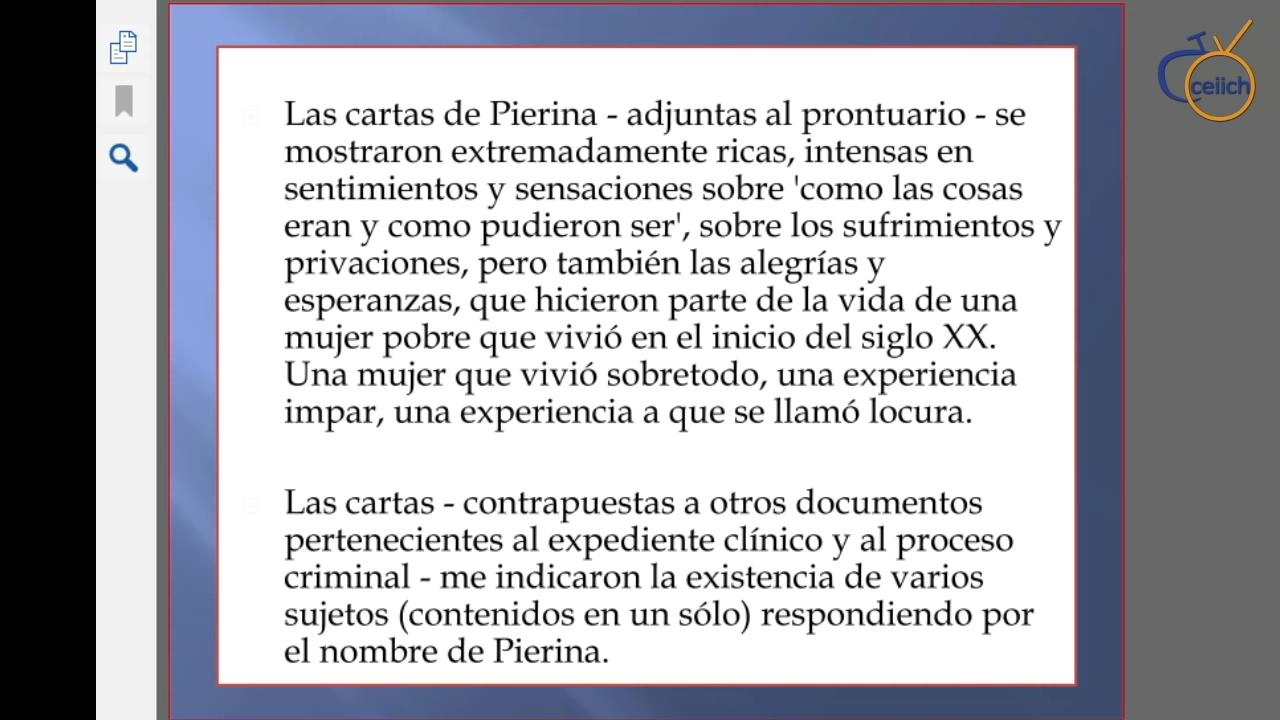 Las cartas de Pierina - adjuntas al prontuario - se
mostraron extremadamente ricas, intensas en
sentimientos y sensaciones sobre 'como las cosas
eran y como pudieron ser', sobre los sufrimientos y
privaciones, pero también las alegrías y
esperanzas, que hicieron parte de la vida de una
mujer pobre que vivió en el inicio del siglo XX.
Una mujer que vivió sobretodo, una experiencia
impar, una experiencia a que se llamó locura.
Las cartas - contrapuestas a otros documentos
pertenecientes al expediente clínico y al proceso
criminal - me indicaron la existencia de varios
sujetos (contenidos en un sólo) respondiendo por
el nombre de Pierina.
TV
ceiich